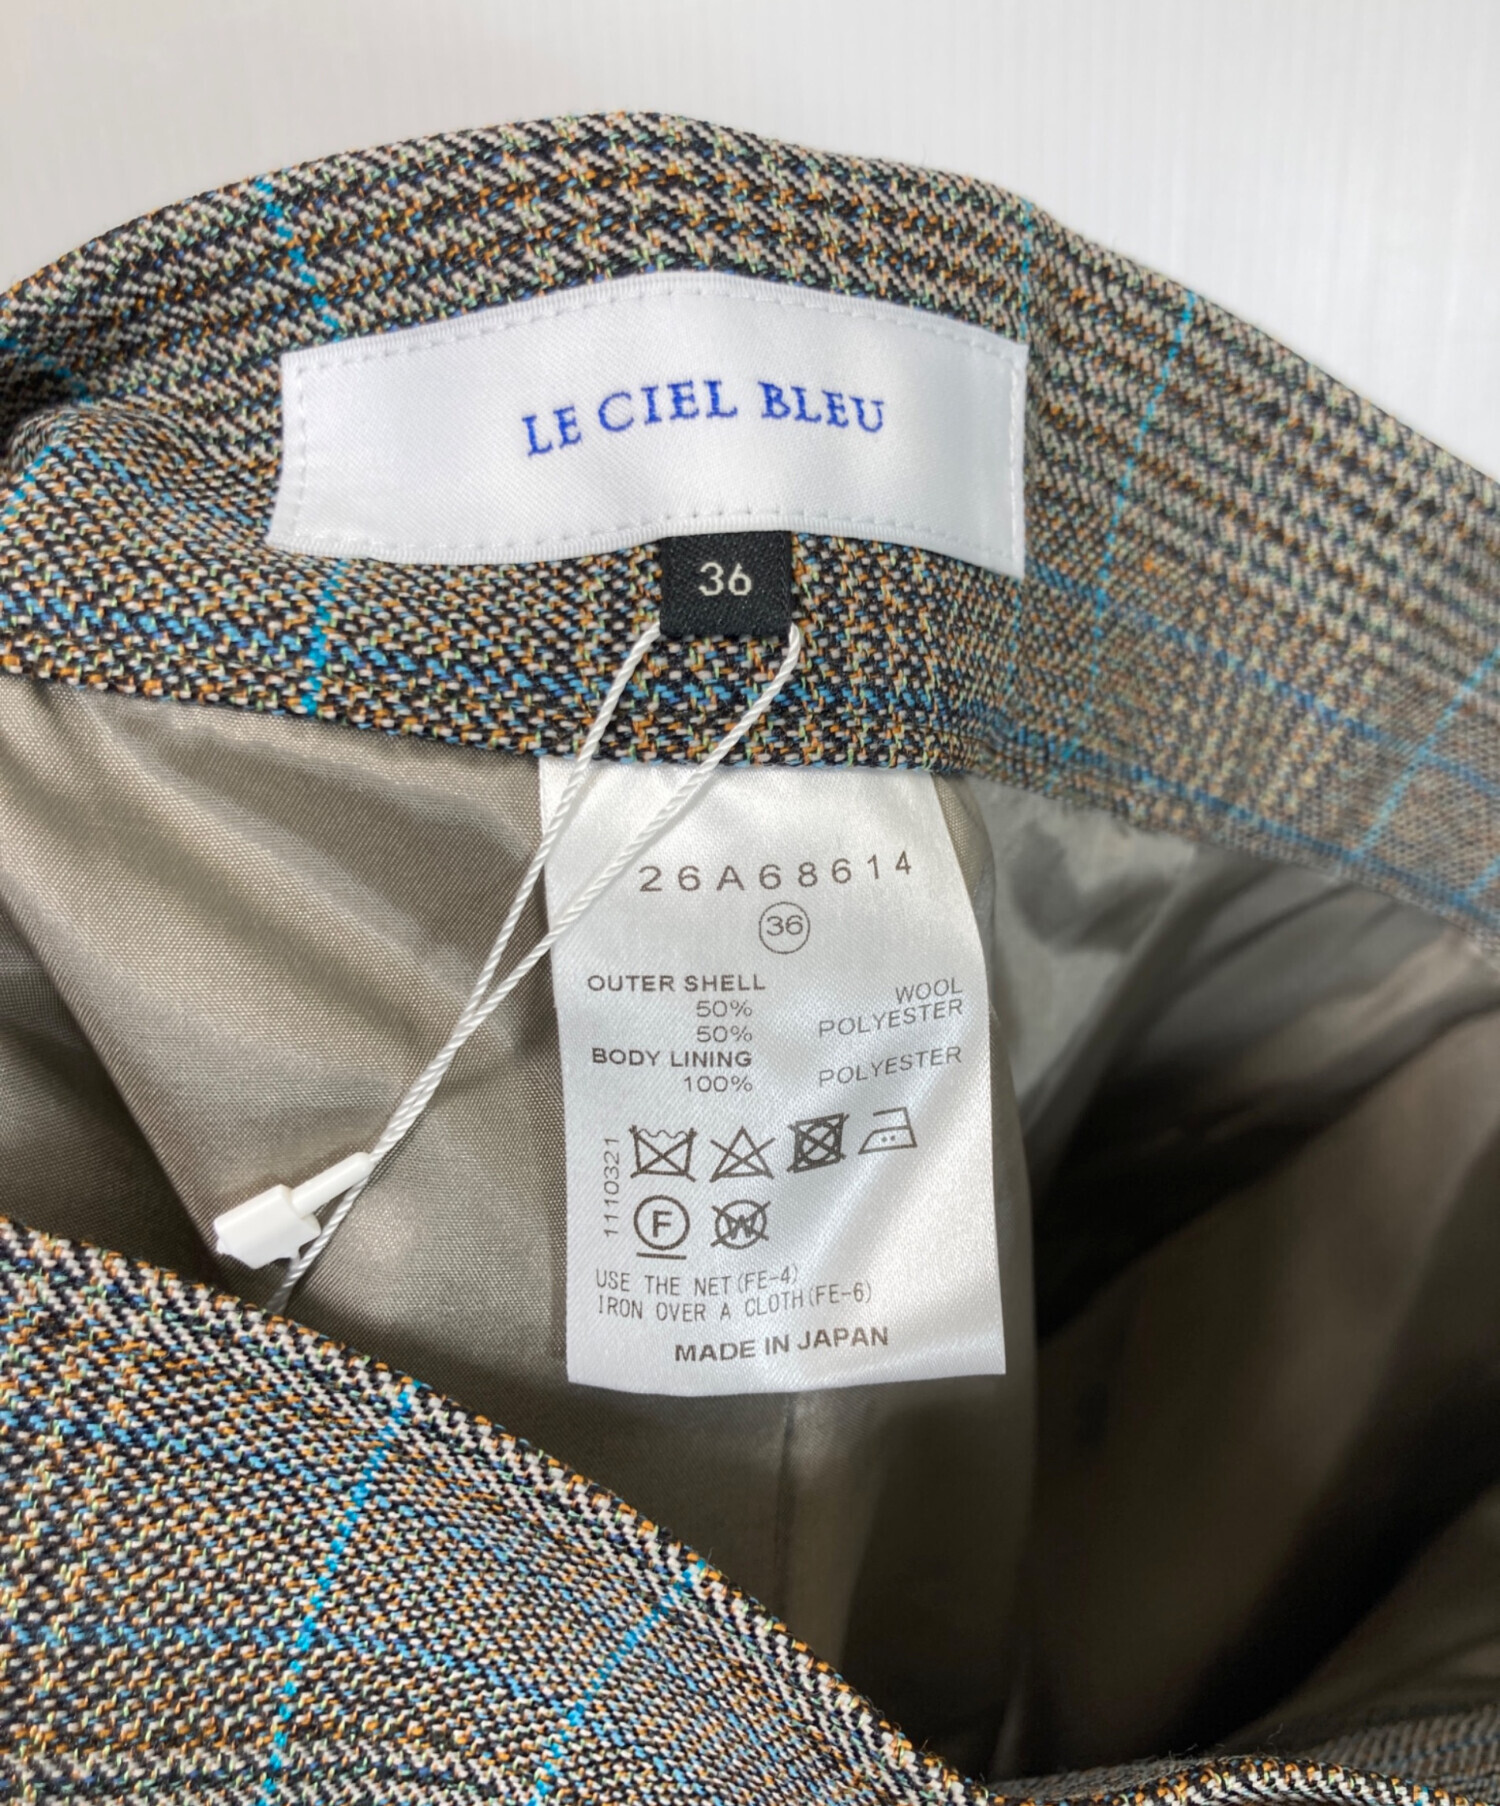 LE CIEL BLEU
36
26A68614
36
OUTER SHELL
50% WOOL
50% POLYESTER
BODY LINING
100% POLYESTER
1110321
F
W
USE THE NET(FE-4)
IRON OVER A CLOTH(FE-6)
MADE IN JAPAN